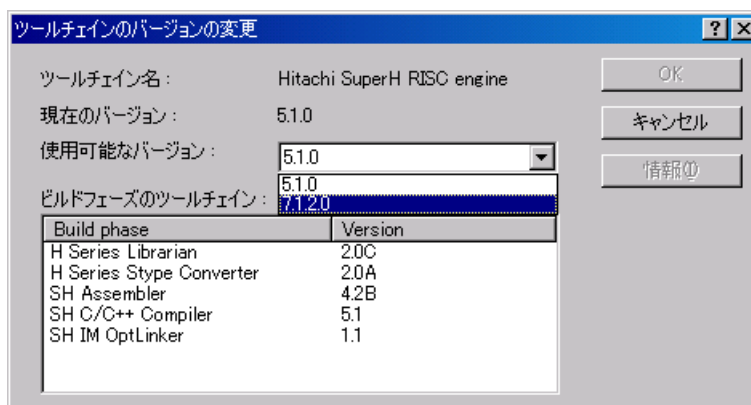 ツールチェインのバージョンの変更
ツールチェイン名： Hitachi SuperH RISC engine OK
現在のバージョン： 5.1.0 キャンセル
使用可能なバージョン： 5.1.0 情報(I)
5.1.0
ビルドフェーズのツールチェイン： 7.1.2.0
Build phase Version
H Series Librarian 2.0C
H Series Stype Converter 2.0A
SH Assembler 4.2B
SH C/C++ Compiler 5.1
SH IM OptLinker 1.1